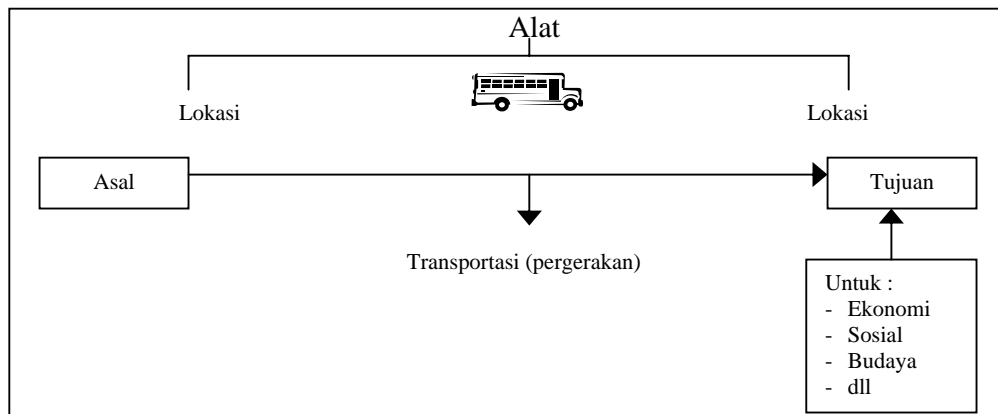 Alat
Lokasi
Lokasi
Asal
Tujuan
Transportasi (pergerakan)
Untuk :
- Ekonomi
- Sosial
- Budaya
- dll